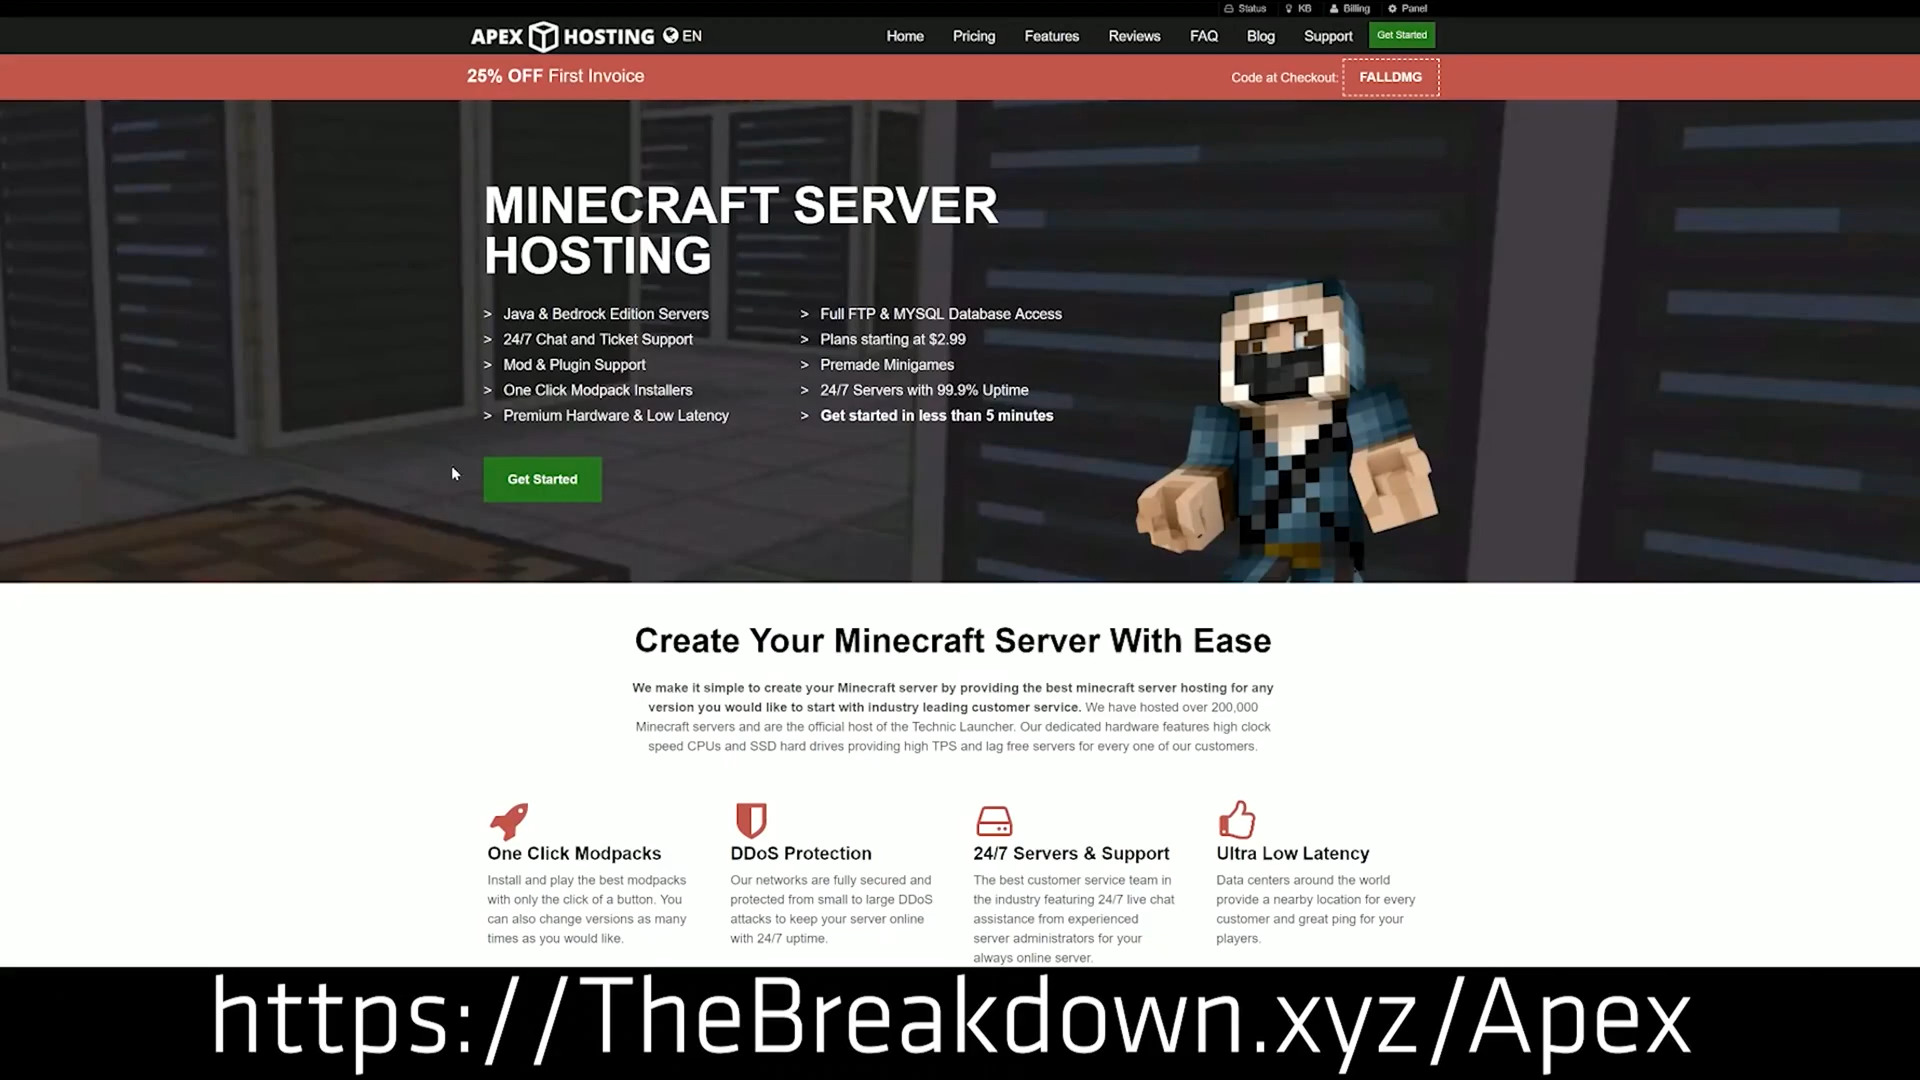 Status KB Billing Panel
APEX HOSTING EN Home Pricing Features Reviews FAQ Blog Support Get Started
25% OFF First Invoice Code at Checkout: FALLDMG
MINECRAFT SERVER
HOSTING
> Java & Bedrock Edition Servers
> 24/7 Chat and Ticket Support
> Mod & Plugin Support
> One Click Modpack Installers
> Premium Hardware & Low Latency
> Full FTP & MYSQL Database Access
> Plans starting at $2.99
> Premade Minigames
> 24/7 Servers with 99.9% Uptime
> Get started in less than 5 minutes
Get Started
Create Your Minecraft Server With Ease
We make it simple to create your Minecraft server by providing the best minecraft server hosting for any
version you would like to start with industry leading customer service. We have hosted over 200,000
Minecraft servers and are the official host of the Technic Launcher. Our dedicated hardware features high clock
speed CPUs and SSD hard drives providing high TPS and lag free servers for every one of our customers.
One Click Modpacks
Install and play the best modpacks
with only the click of a button. You
can also change versions as many
times as you would like.
DDoS Protection
Our networks are fully secured and
protected from small to large DDoS
attacks to keep your server online
with 24/7 uptime.
24/7 Servers & Support
The best customer service team in
the industry featuring 24/7 live chat
assistance from experienced
server administrators for your
always online server.
Ultra Low Latency
Data centers around the world
provide a nearby location for every
customer and great ping for your
players.
https://TheBreakdown.xyz/Apex